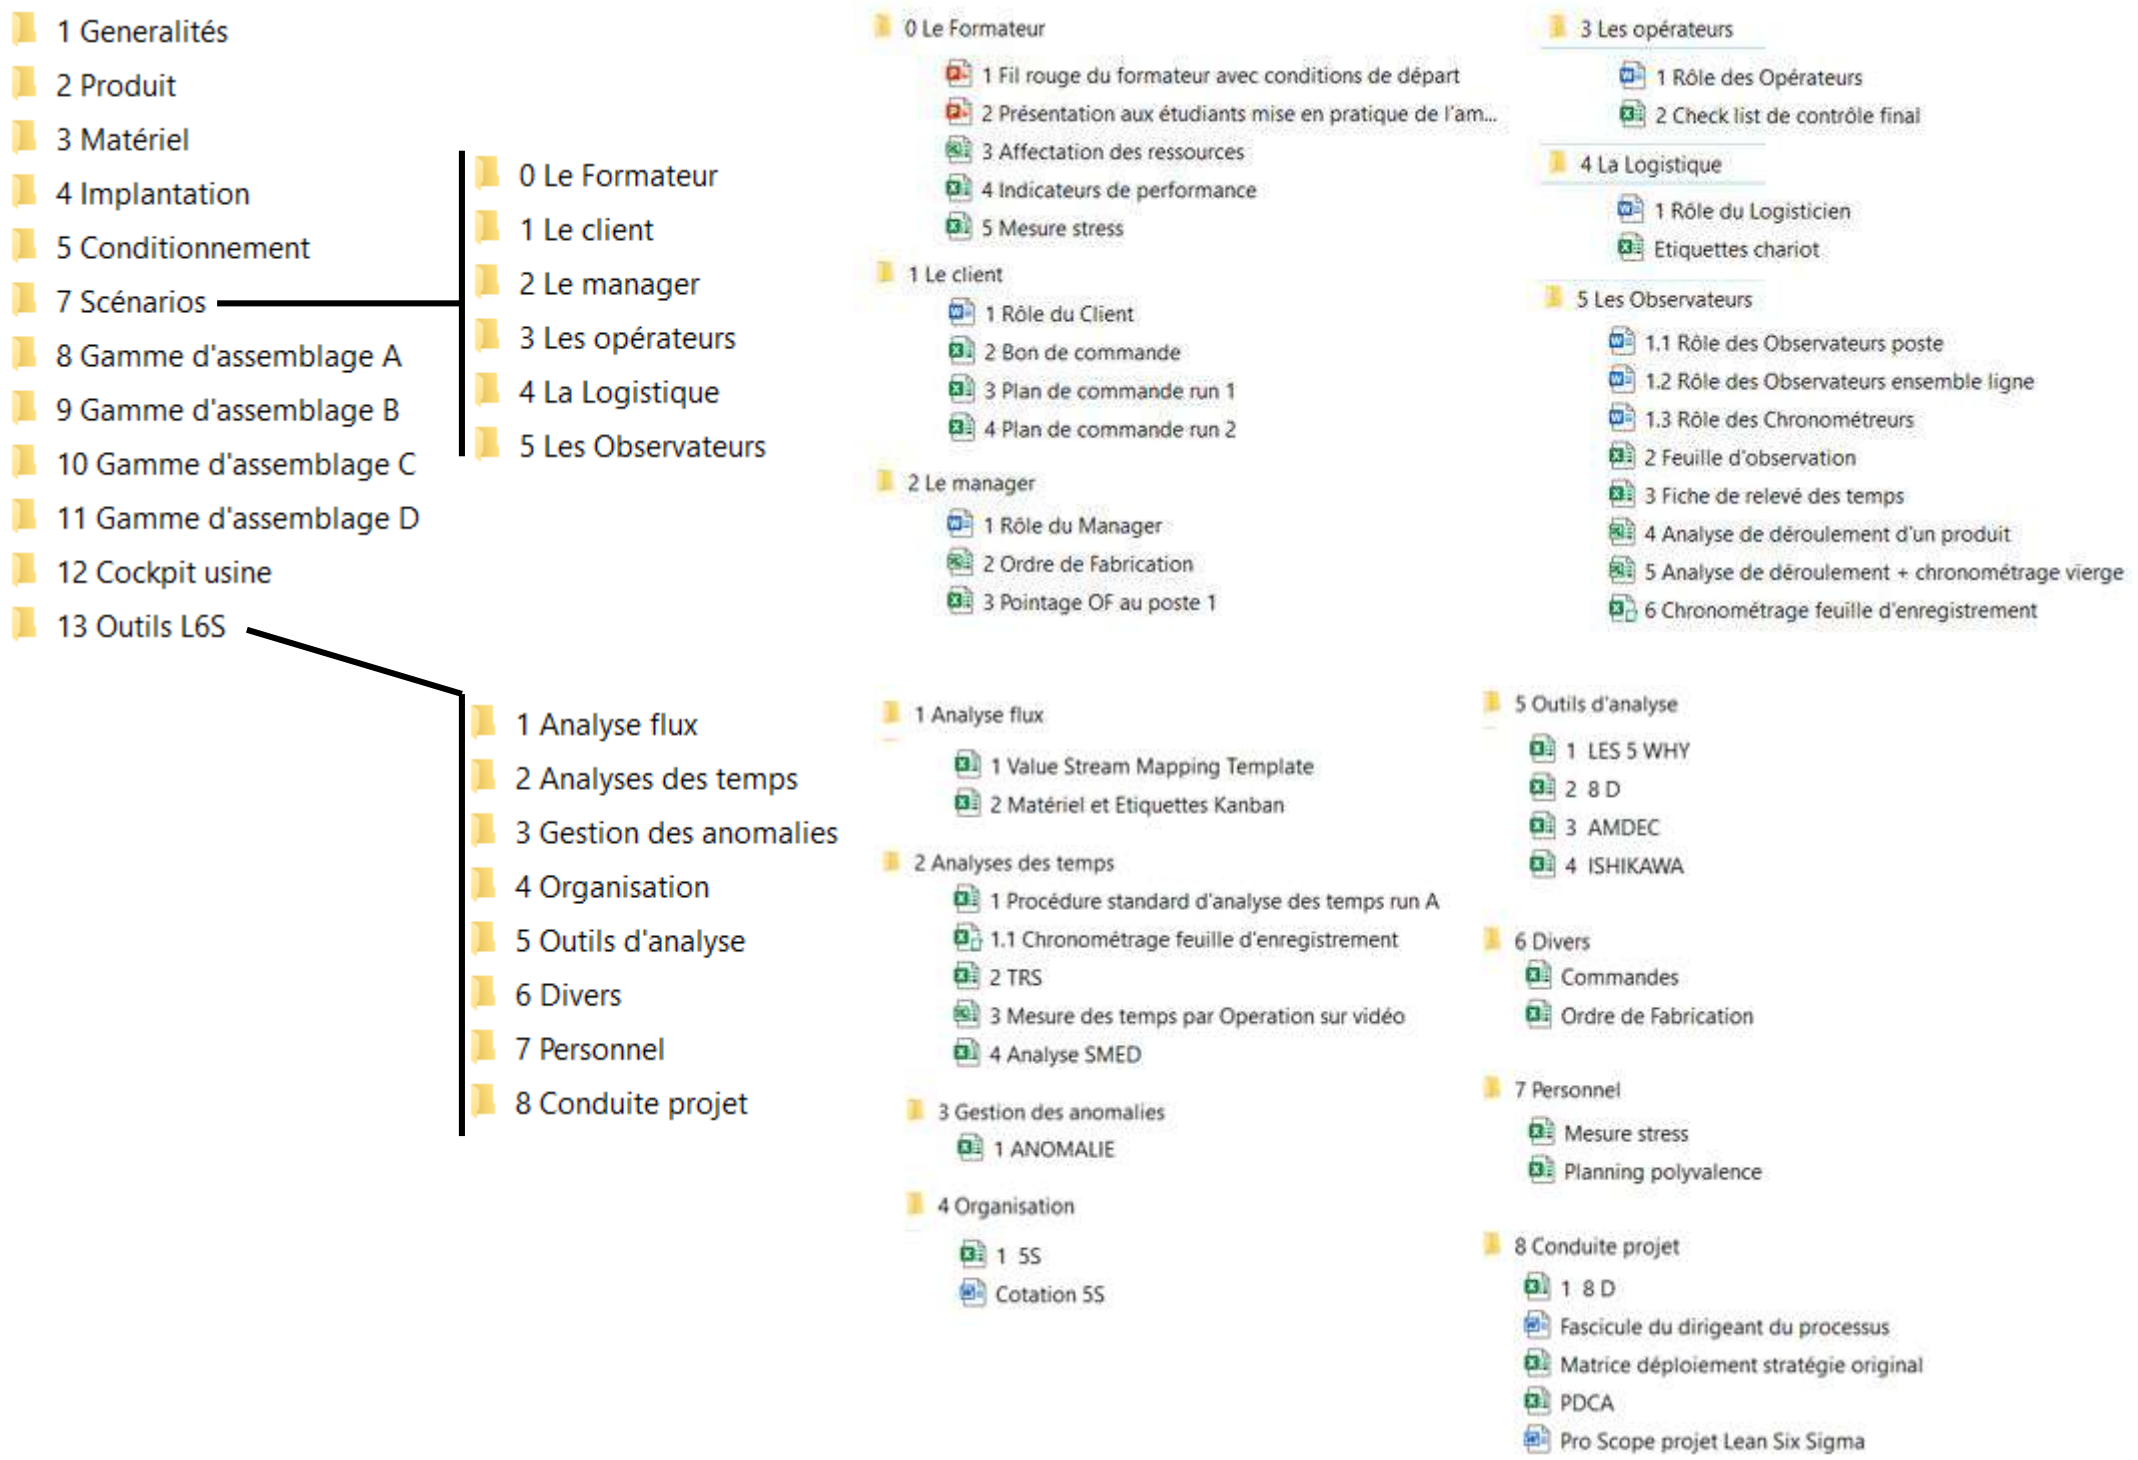 1 Generalités
2 Produit
3 Matériel
4 Implantation
5 Conditionnement
7 Scénarios
8 Gamme d'assemblage A
9 Gamme d'assemblage B
10 Gamme d'assemblage C
11 Gamme d'assemblage D
12 Cockpit usine
13 Outils L6S
0 Le Formateur
1 Le client
2 Le manager
3 Les opérateurs
4 La Logistique
5 Les Observateurs
0 Le Formateur
1 Fil rouge du formateur avec conditions de départ
2 Présentation aux étudiants mise en pratique de l'am...
3 Affectation des ressources
4 Indicateurs de performance
5 Mesure stress
1 Le client
1 Rôle du Client
2 Bon de commande
3 Plan de commande run 1
4 Plan de commande run 2
2 Le manager
1 Rôle du Manager
2 Ordre de Fabrication
3 Pointage OF au poste 1
3 Les opérateurs
1 Rôle des Opérateurs
2 Check list de contrôle final
4 La Logistique
1 Rôle du Logisticien
Etiquettes chariot
5 Les Observateurs
1.1 Rôle des Observateurs poste
1.2 Rôle des Observateurs ensemble ligne
1.3 Rôle des Chronométreurs
2 Feuille d'observation
3 Fiche de relevé des temps
4 Analyse de déroulement d'un produit
5 Analyse de déroulement + chronométrage vierge
6 Chronométrage feuille d'enregistrement
1 Analyse flux
2 Analyses des temps
3 Gestion des anomalies
4 Organisation
5 Outils d'analyse
6 Divers
7 Personnel
8 Conduite projet
1 Analyse flux
1 Value Stream Mapping Template
2 Matériel et Etiquettes Kanban
2 Analyses des temps
1 Procédure standard d'analyse des temps run A
1.1 Chronométrage feuille d'enregistrement
2 TRS
3 Mesure des temps par Operation sur vidéo
4 Analyse SMED
3 Gestion des anomalies
1 ANOMALIE
4 Organisation
1 5S
Cotation 5S
5 Outils d'analyse
1 LES 5 WHY
2 8 D
3 AMDEC
4 ISHIKAWA
6 Divers
Commandes
Ordre de Fabrication
7 Personnel
Mesure stress
Planning polyvalence
8 Conduite projet
1 8 D
Fascicule du dirigeant du processus
Matrice déploiement stratégie original
PDCA
Pro Scope projet Lean Six Sigma